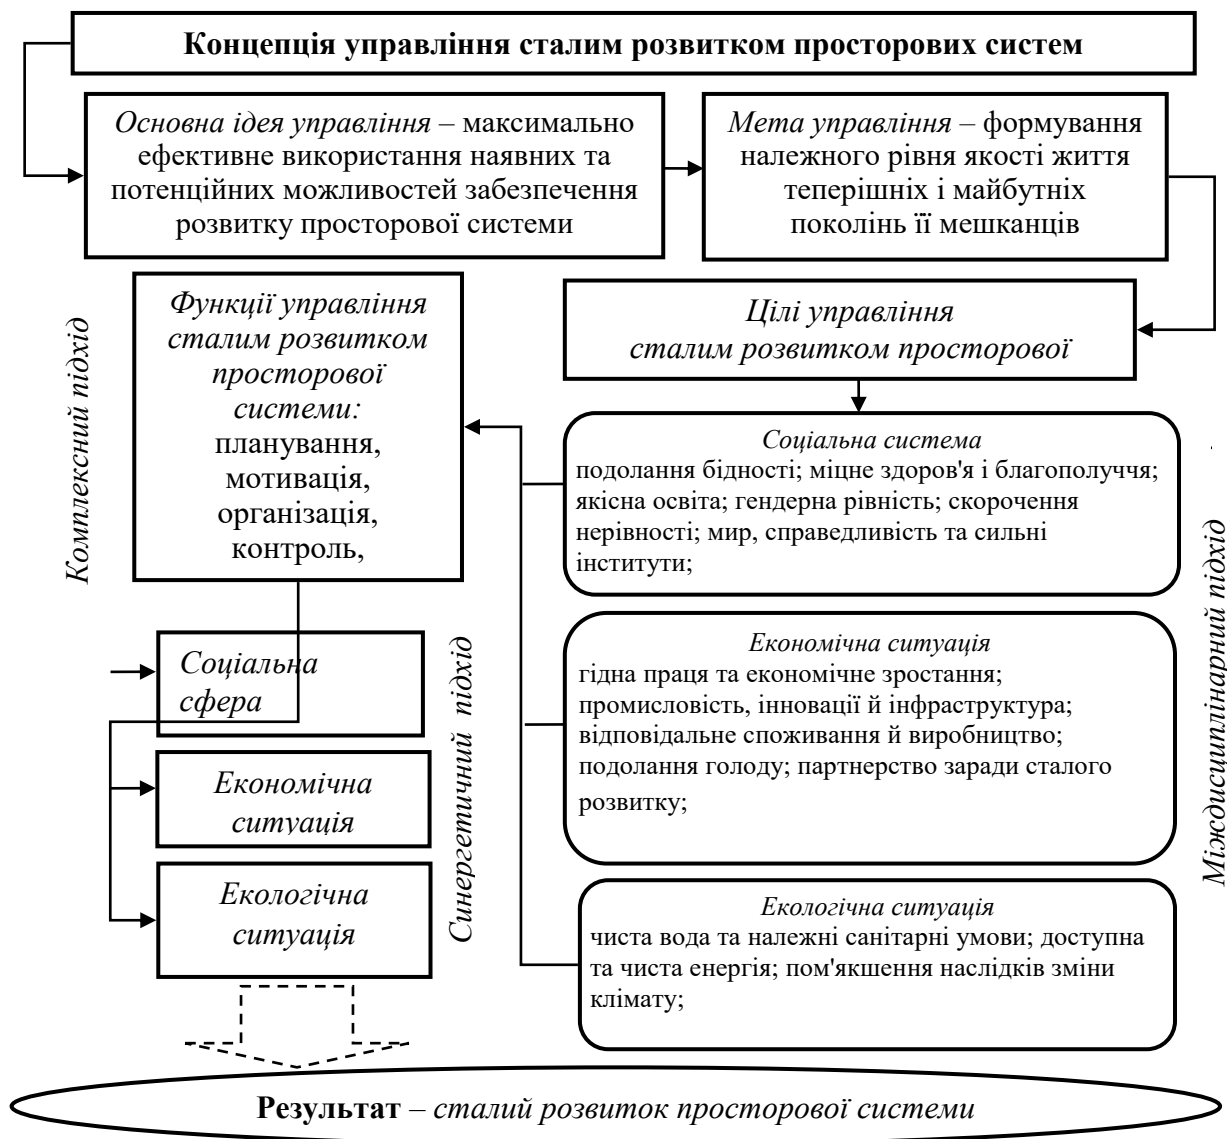 Концепція управління сталим розвитком просторових систем
Основна ідея управління – максимально
ефективне використання наявних та
потенційних можливостей забезпечення
розвитку просторової системи
Мета управління – формування
належного рівня якості життя
теперішніх і майбутніх
поколінь її мешканців
Функції управління
сталим розвитком
просторової
системи:
планування,
мотивація,
організація,
контроль,
Цілі управління
сталим розвитком просторової
Комплексний підхід
Соціальна система
подолання бідності; міцне здоров'я і благополуччя;
якісна освіта; гендерна рівність; скорочення
нерівності; мир, справедливість та сильні
інститути;
Економічна ситуація
гідна праця та економічне зростання;
промисловість, інновації й інфраструктура;
відповідальне споживання й виробництво;
подолання голоду; партнерство заради сталого
розвитку;
Екологічна ситуація
чиста вода та належні санітарні умови; доступна
та чиста енергія; пом'якшення наслідків зміни
клімату;
Міждисциплінарний підхід
Соціальна
сфера
Економічна
ситуація
Екологічна
ситуація
Синергетичний підхід
Результат – сталий розвиток просторової системи